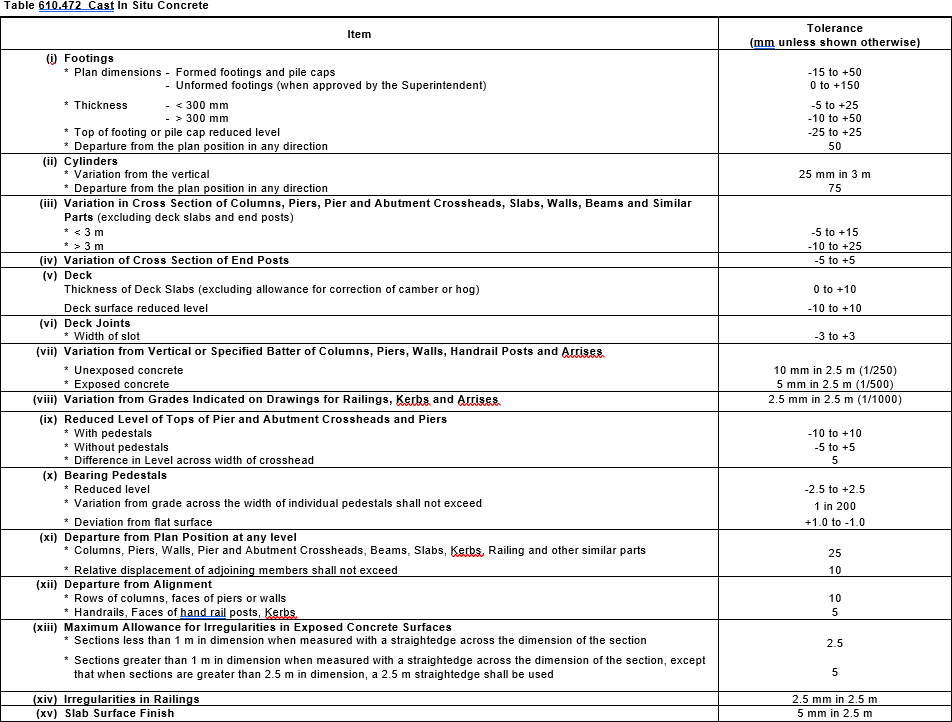 Table 610.472 Cast In Situ Concrete
Item
Tolerance
(mm unless shown otherwise)
(i) Footings
* Plan dimensions - Formed footings and pile caps -15 to +50
- Unformed footings (when approved by the Superintendent) 0 to +150
* Thickness - < 300 mm -5 to +25
- > 300 mm -10 to +50
* Top of footing or pile cap reduced level -25 to +25
* Departure from the plan position in any direction 50
(ii) Cylinders
* Variation from the vertical 25 mm in 3 m
* Departure from the plan position in any direction 75
(iii) Variation in Cross Section of Columns, Piers, Pier and Abutment Crossheads, Slabs, Walls, Beams and Similar
Parts (excluding deck slabs and end posts)
* < 3 m -5 to +15
* > 3 m -10 to +25
(iv) Variation of Cross Section of End Posts -5 to +5
(v) Deck
Thickness of Deck Slabs (excluding allowance for correction of camber or hog) 0 to +10
Deck surface reduced level -10 to +10
(vi) Deck Joints
* Width of slot -3 to +3
(vii) Variation from Vertical or Specified Batter of Columns, Piers, Walls, Handrail Posts and Arrises
* Unexposed concrete 10 mm in 2.5 m (1/250)
* Exposed concrete 5 mm in 2.5 m (1/500)
(viii) Variation from Grades Indicated on Drawings for Railings, Kerbs and Arrises 2.5 mm in 2.5 m (1/1000)
(ix) Reduced Level of Tops of Pier and Abutment Crossheads and Piers
* With pedestals -10 to +10
* Without pedestals -5 to +5
* Difference in Level across width of crosshead 5
(x) Bearing Pedestals
* Reduced level -2.5 to +2.5
* Variation from grade across the width of individual pedestals shall not exceed 1 in 200
* Deviation from flat surface +1.0 to -1.0
(xi) Departure from Plan Position at any level
* Columns, Piers, Walls, Pier and Abutment Crossheads, Beams, Slabs, Kerbs, Railing and other similar parts 25
* Relative displacement of adjoining members shall not exceed 10
(xii) Departure from Alignment
* Rows of columns, faces of piers or walls 10
* Handrails, Faces of hand rail posts, Kerbs 5
(xiii) Maximum Allowance for Irregularities in Exposed Concrete Surfaces
* Sections less than 1 m in dimension when measured with a straightedge across the dimension of the section 2.5
* Sections greater than 1 m in dimension when measured with a straightedge across the dimension of the section, except
that when sections are greater than 2.5 m in dimension, a 2.5 m straightedge shall be used 5
(xiv) Irregularities in Railings 2.5 mm in 2.5 m
(xv) Slab Surface Finish 5 mm in 2.5 m